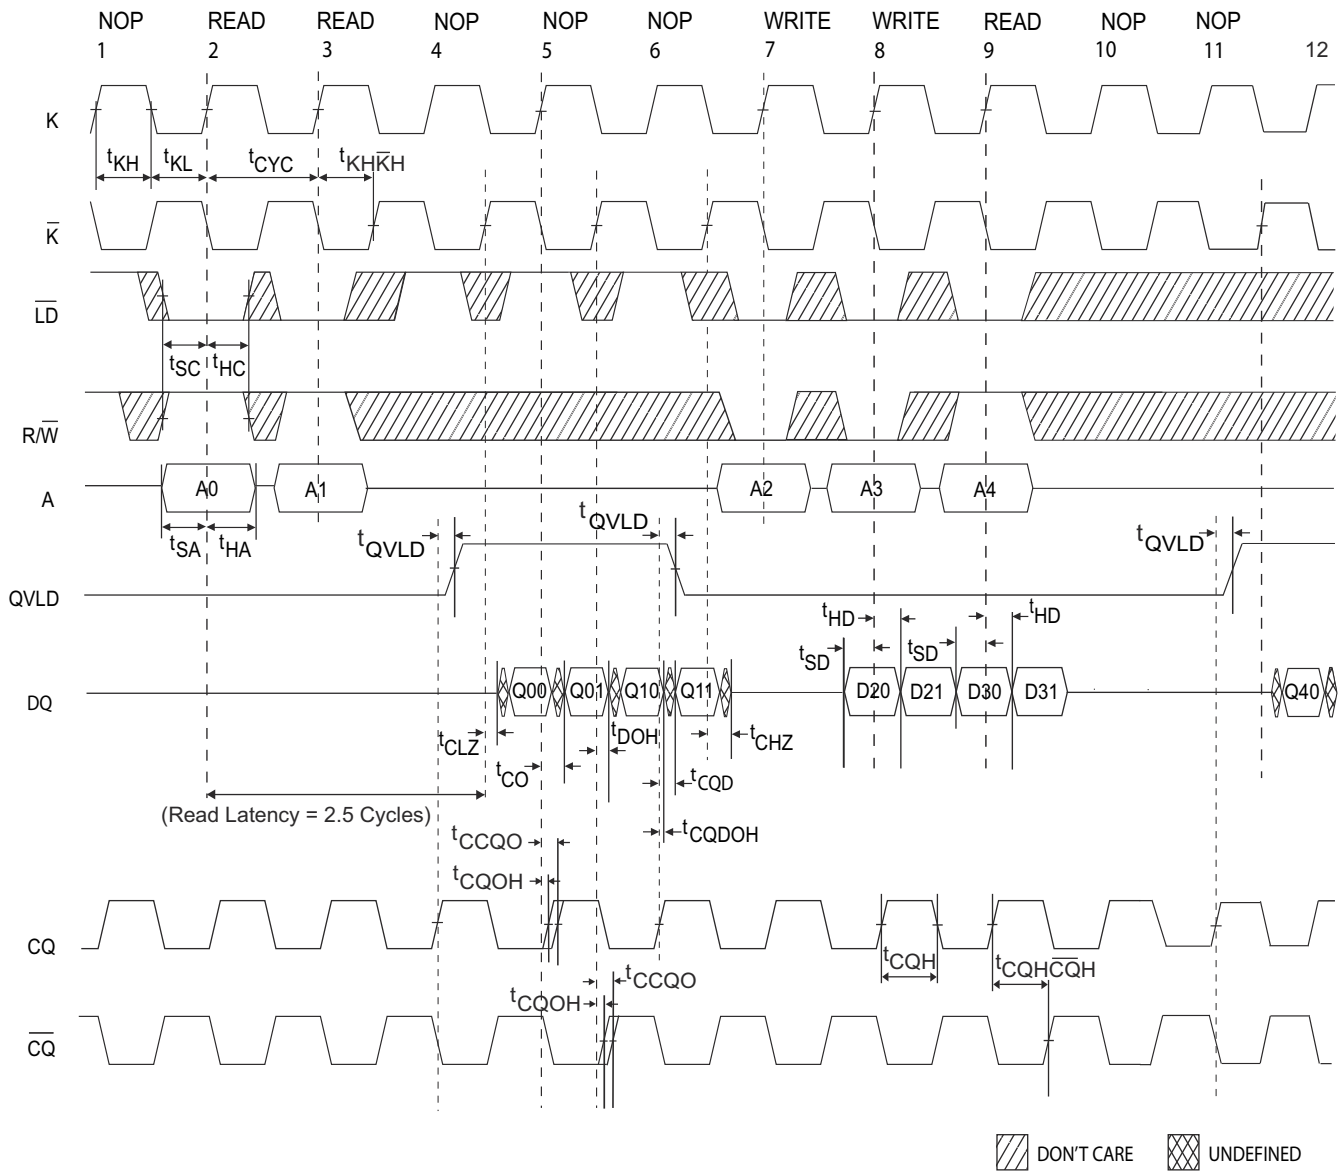 NOP READ READ NOP NOP NOP WRITE WRITE READ NOP NOP
1 2 3 4 5 6 7 8 9 10 11 12
K
tKH tKL tCYC tKHK̅H
K̅
L̅D̅
tSC tHC
R/W̅
A A0 A1 A2 A3 A4
tSA tHA tQVLD tQVLD tQVLD
QVLD
tHD tHD
tSD tSD
DQ Q00 Q01 Q10 Q11 D20 D21 D30 D31 Q40
tCLZ tDOH tCHZ
tCO tCQD
(Read Latency = 2.5 Cycles)
tCQDOH
tCCQO
tCQOH
CQ
tCQH tCQHC̅Q̅H
tCCQO
tCQOH
C̅Q̅
DON'T CARE UNDEFINED